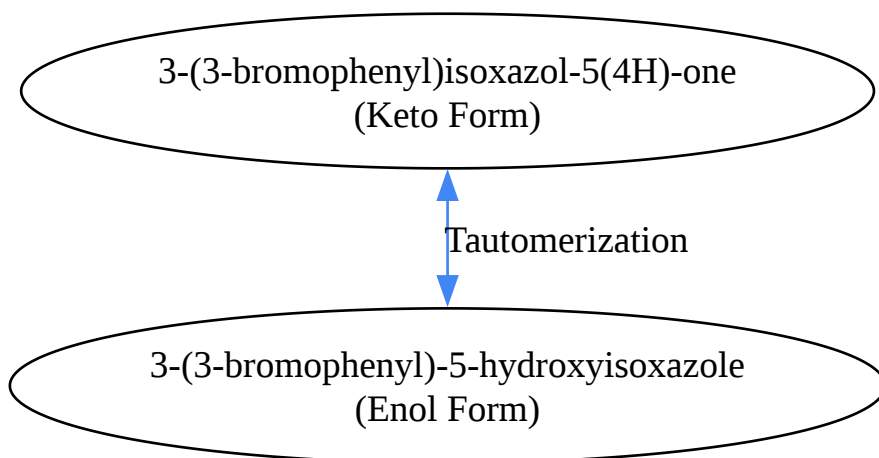 3-(3-bromophenyl)isoxazol-5(4H)-one
(Keto Form)
Tautomerization
3-(3-bromophenyl)-5-hydroxyisoxazole
(Enol Form)